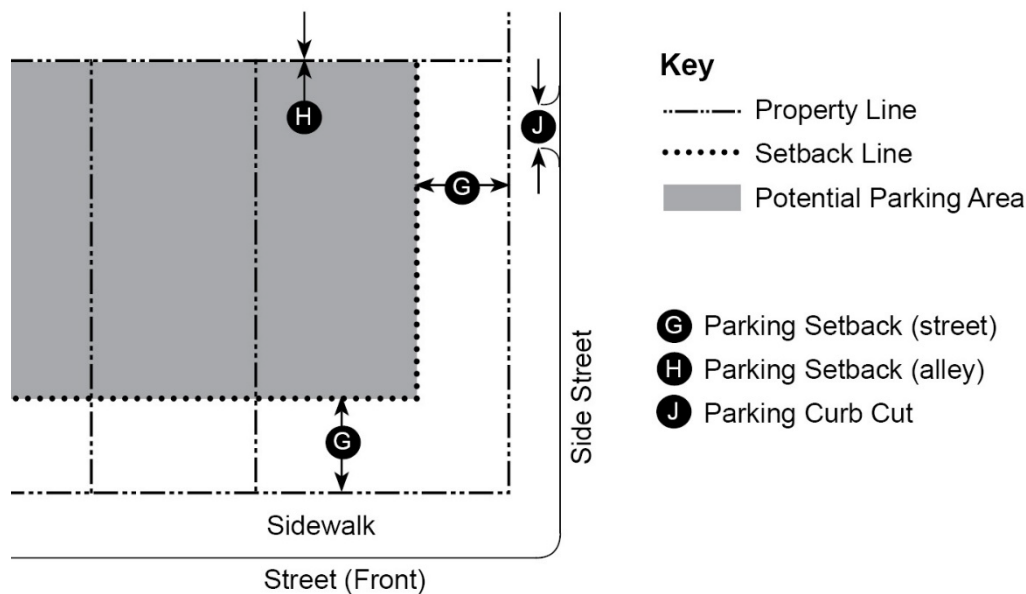 H
J
G
G
Sidewalk
Street (Front)
Side Street
Key
Property Line
Setback Line
Potential Parking Area
G Parking Setback (street)
H Parking Setback (alley)
J Parking Curb Cut